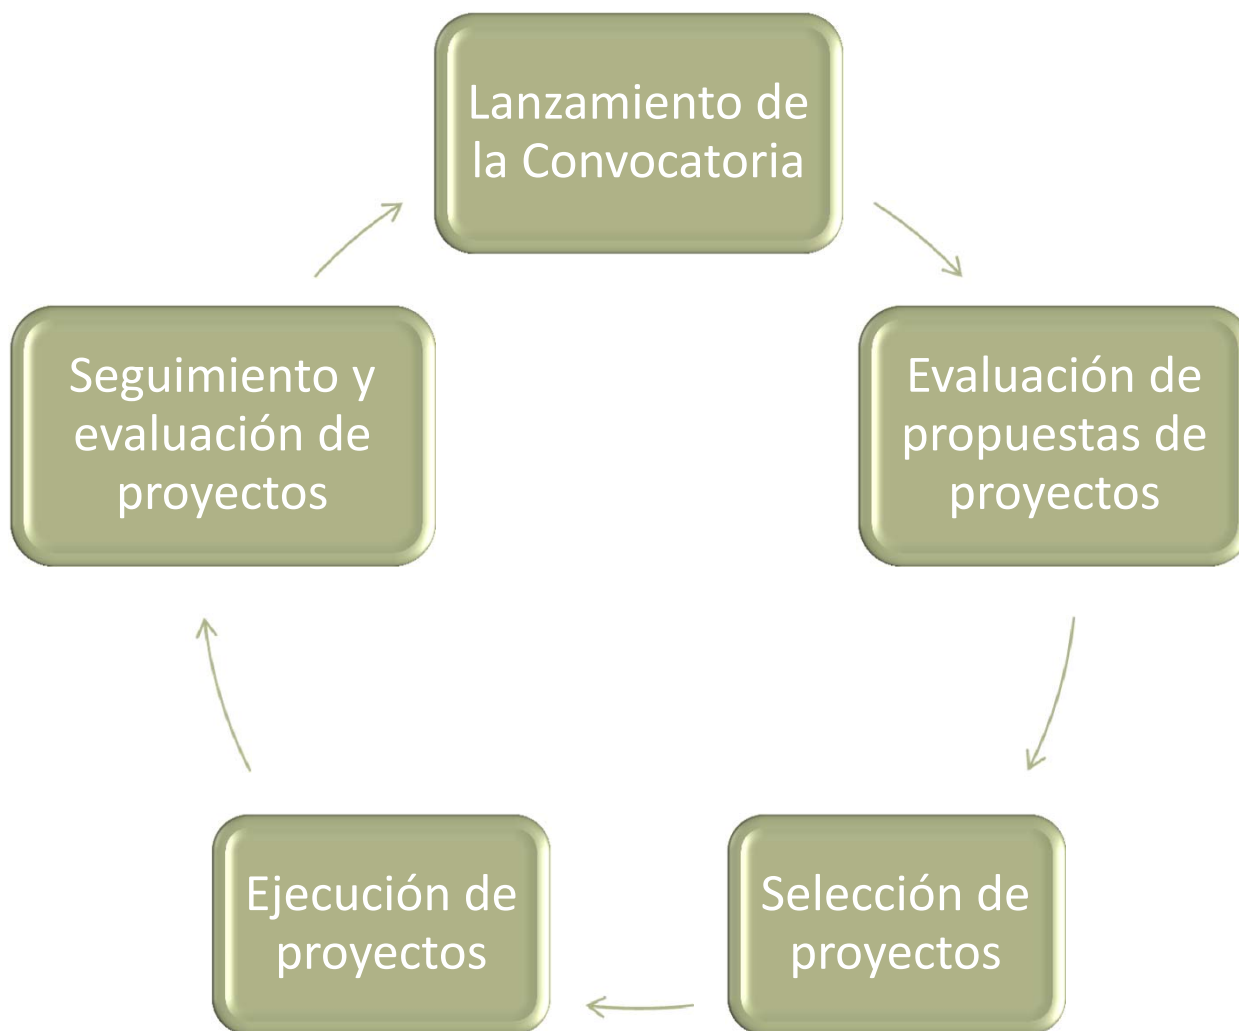 Lanzamiento de
la Convocatoria
Evaluación de
propuestas de
proyectos
Selección de
proyectos
Ejecución de
proyectos
Seguimiento y
evaluación de
proyectos